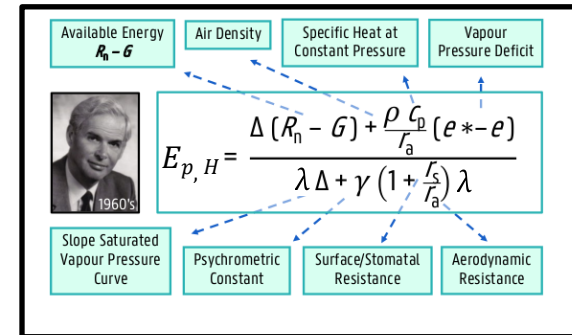 Available Energy
Rn – G
Air Density
Specific Heat at
Constant Pressure
Vapour
Pressure Deficit
1960's
E p, H = Δ (Rn – G) + ρ cp / ra (e *– e)
λ Δ + γ (1 + rs / ra) λ
Slope Saturated
Vapour Pressure
Curve
Psychrometric
Constant
Surface/Stomatal
Resistance
Aerodynamic
Resistance